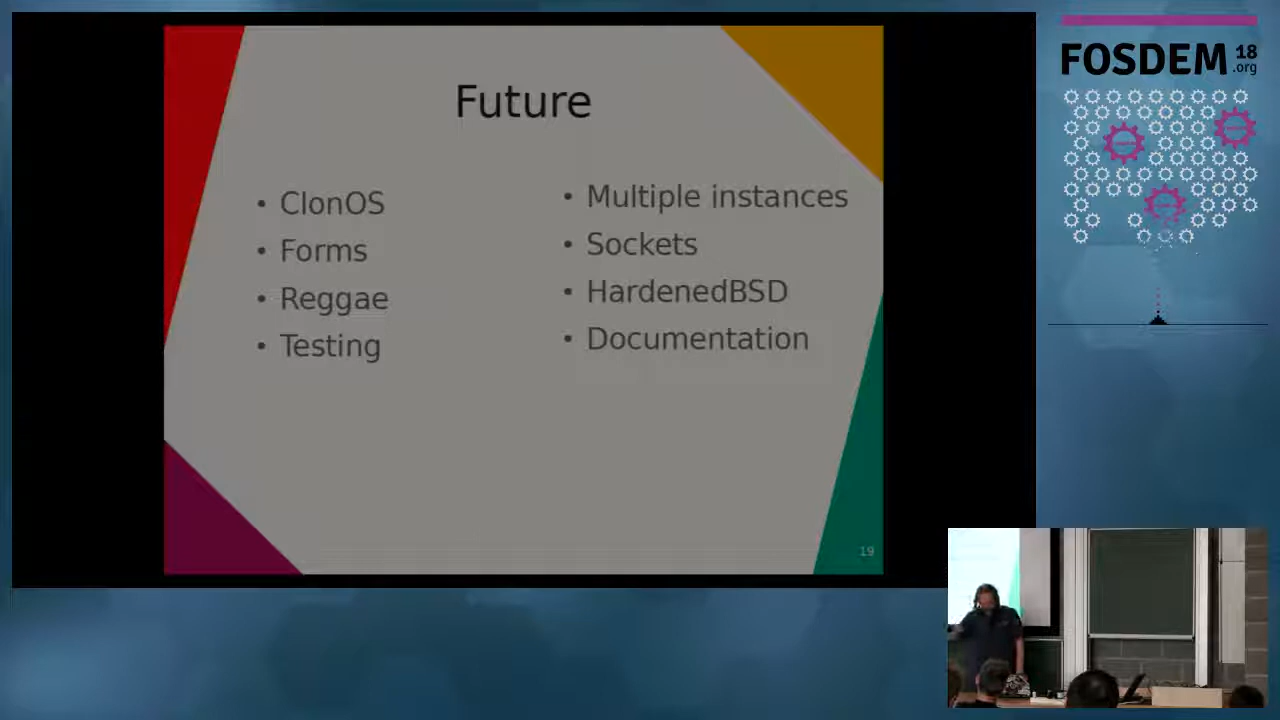 Future
ClonOS
Forms
Reggae
Testing
Multiple instances
Sockets
HardenedBSD
Documentation
19
FOSDEM 18
.org